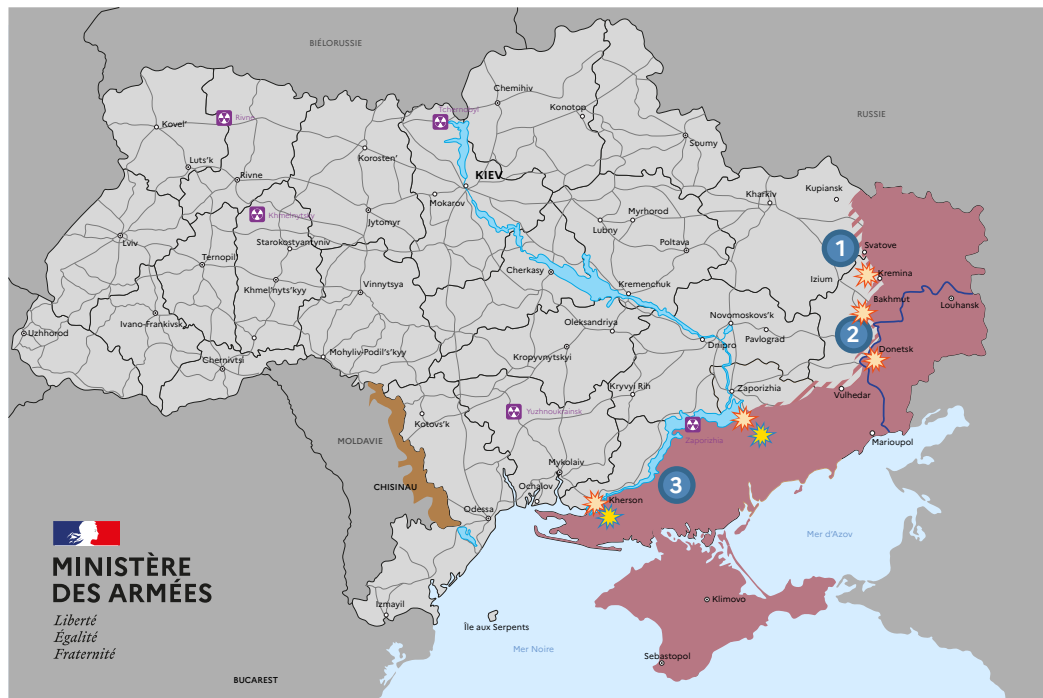 BIÉLORUSSIE
RUSSIE
Chernihiv
Konotop
Tchernobyl
Rivne
Kovel'
Soumy
Korosten'
Luts'k
Rivne
KIEV
Kupiansk
Kharkiv
Mokarov
Myrhorod
Lubny
Khmelnytsky
Jytomyr
Lviv
Starokostyantyniv
Poltava
1
Svatove
Ternopil
Cherkasy
Izium
Kremina
Khmel'nyts'kyy
Vinnytsya
Kremenchuk
Bakhmut
Louhansk
Uzhhorod
Ivano-Frankivsk
Oleksandriya
Novomoskovs'k
Pavlograd
2
Dnipro
Donetsk
Chernivtsi
Mohyliv-Podil's'kyy
Kropyvnytskyi
Kryvyi Rih
Zaporizhia
Vulhedar
Yuzhnoukrainsk
Kotovs'k
MOLDAVIE
Zaporizhia
Marioupol
Mykolaiv
CHISINAU
Ochalov
3
Kherson
Odessa
Mer d'Azov
MINISTÈRE
DES ARMÉES
Liberté
Égalité
Fraternité
Izmayil
Île aux Serpents
Klimovo
Mer Noire
Sebastopol
BUCAREST